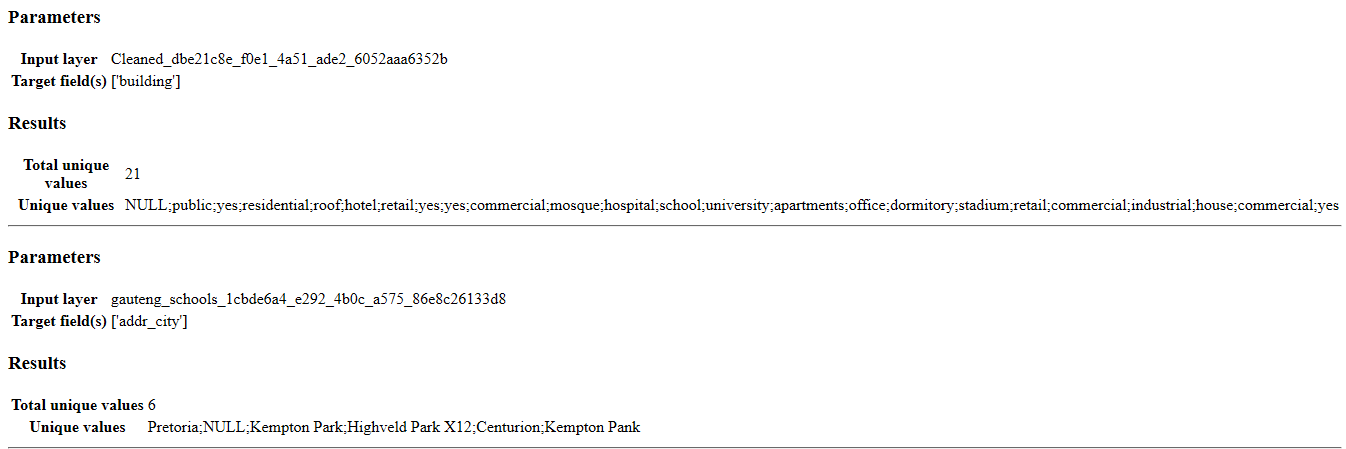 Parameters
Input layer Cleaned_dbe21c8e_f0e1_4a51_ade2_6052aaa6352b
Target field(s) ['building']
Results
Total unique values 21
Unique values NULL;public;yes;residential;roof;hotel;retail;yes;yes;commercial;mosque;hospital;school;university;apartments;office;dormitory;stadium;retail;commercial;industrial;house;commercial;yes
Parameters
Input layer gauteng_schools_1cbde6a4_e292_4b0c_a575_86e8c26133d8
Target field(s) ['addr_city']
Results
Total unique values 6
Unique values Pretoria;NULL;Kempton Park;Highveld Park X12;Centurion;Kempton Pank